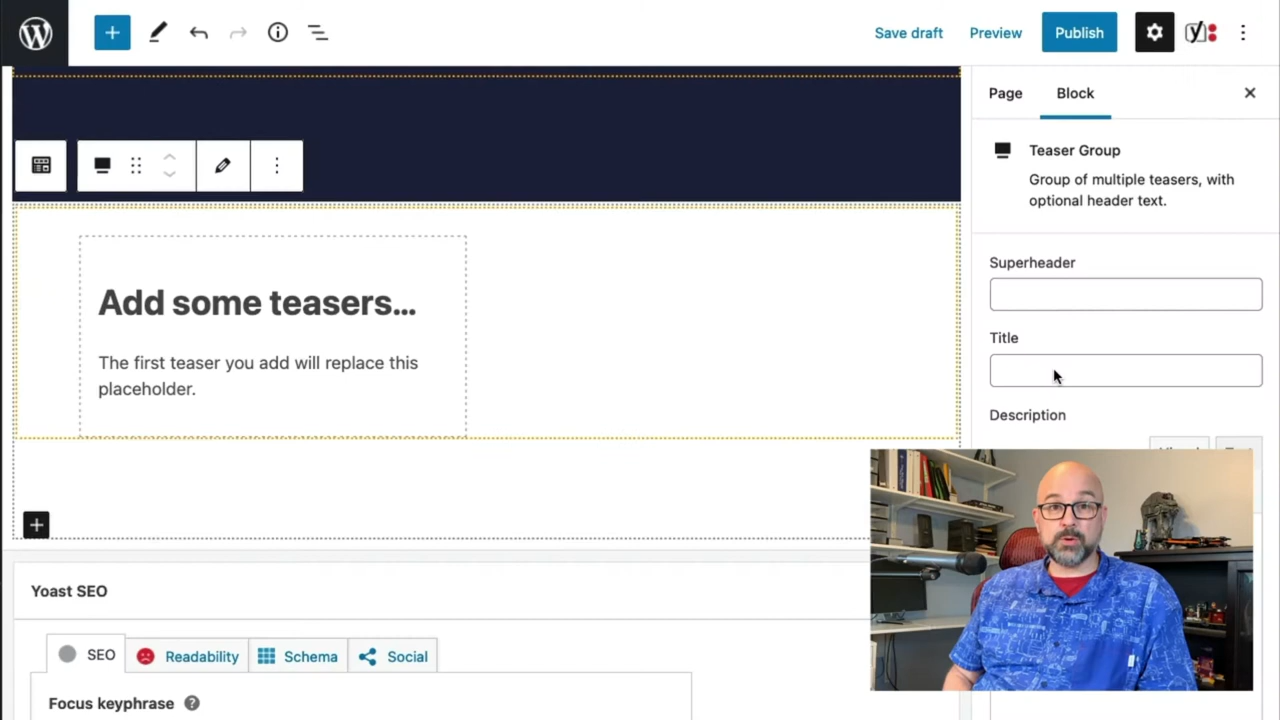 Save draft
Preview
Publish
Page
Block
Teaser Group
Group of multiple teasers, with
optional header text.
Superheader
Title
Description
Add some teasers...
The first teaser you add will replace this
placeholder.
Yoast SEO
SEO
Readability
Schema
Social
Focus keyphrase